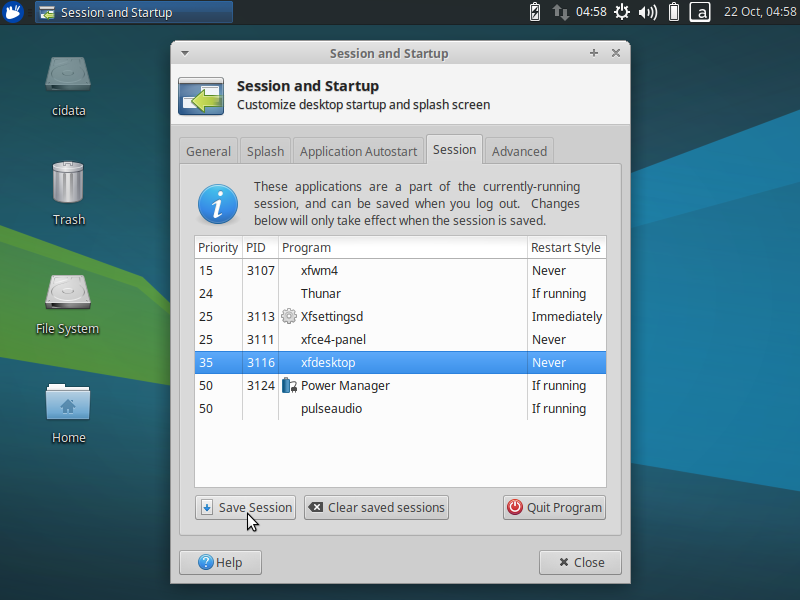 Session and Startup
04:58
a
22 Oct, 04:58
cidata
Trash
File System
Home
Session and Startup
Session and Startup
Customize desktop startup and splash screen
General Splash Application Autostart Session Advanced
i
These applications are a part of the currently-running
session, and can be saved when you log out. Changes
below will only take effect when the session is saved.
Priority PID Program Restart Style
15 3107 xfwm4 Never
24 Thunar If running
25 3113 Xfsettingsd Immediately
25 3111 xfce4-panel Never
35 3116 xfdesktop Never
50 3124 Power Manager If running
50 pulseaudio If running
Save Session Clear saved sessions Quit Program
? Help Close